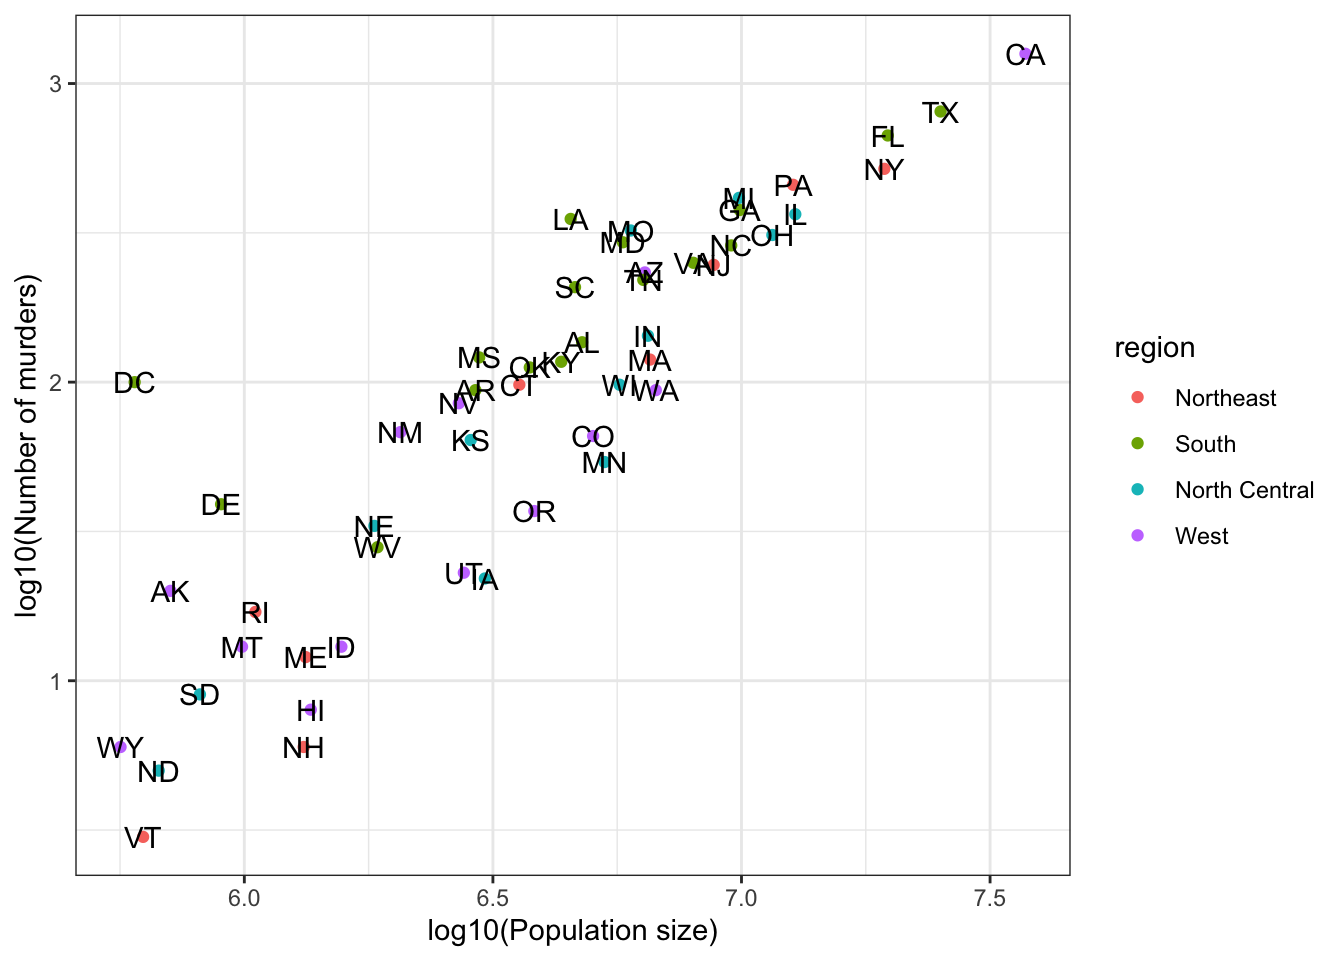 CA
TX
FL
NY
PA
MI
GA
IL
LA
MO
MD
OH
NC
VA
NJ
AZ
TN
SC
IN
AL
MA
MS
OK
KY
DC
CT
WI
WA
AR
NV
NM
KS
CO
MN
DE
OR
NE
WV
UT
IA
AK
RI
MT
ME
ID
SD
HI
WY
NH
ND
VT
3
2
1
log10(Number of murders)
6.0
6.5
7.0
7.5
log10(Population size)
region
Northeast
South
North Central
West